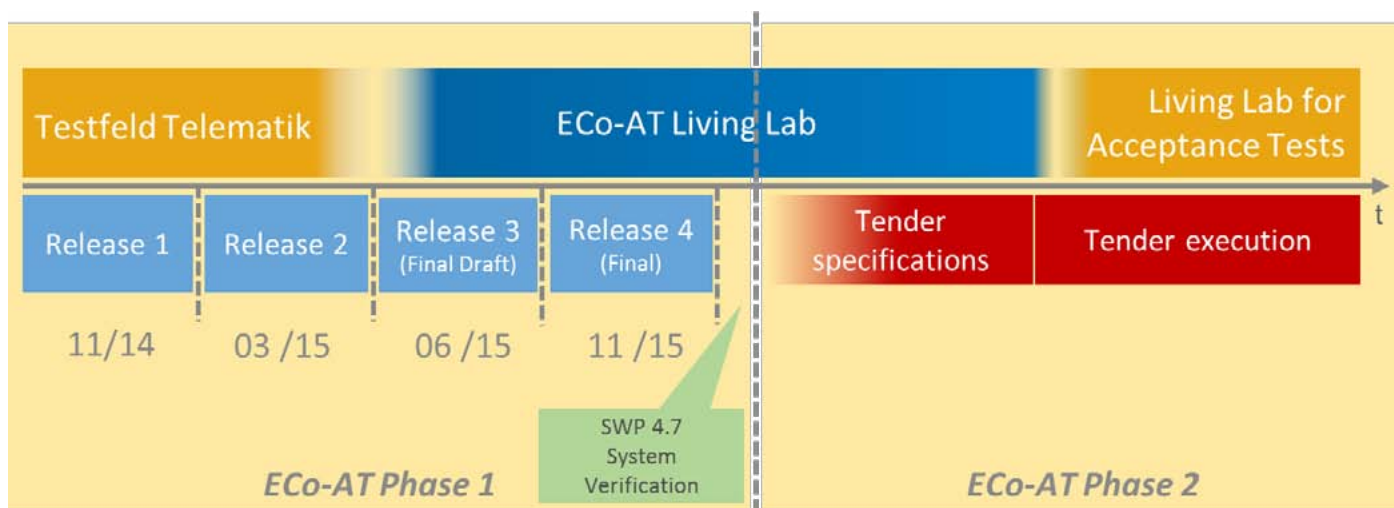 Testfeld Telematik
ECo-AT Living Lab
Living Lab for
Acceptance Tests
t
Release 1
Release 2
Release 3
(Final Draft)
Release 4
(Final)
Tender
specifications
Tender execution
11/14
03 /15
06 /15
11 /15
SWP 4.7
System
Verification
ECo-AT Phase 1
ECo-AT Phase 2